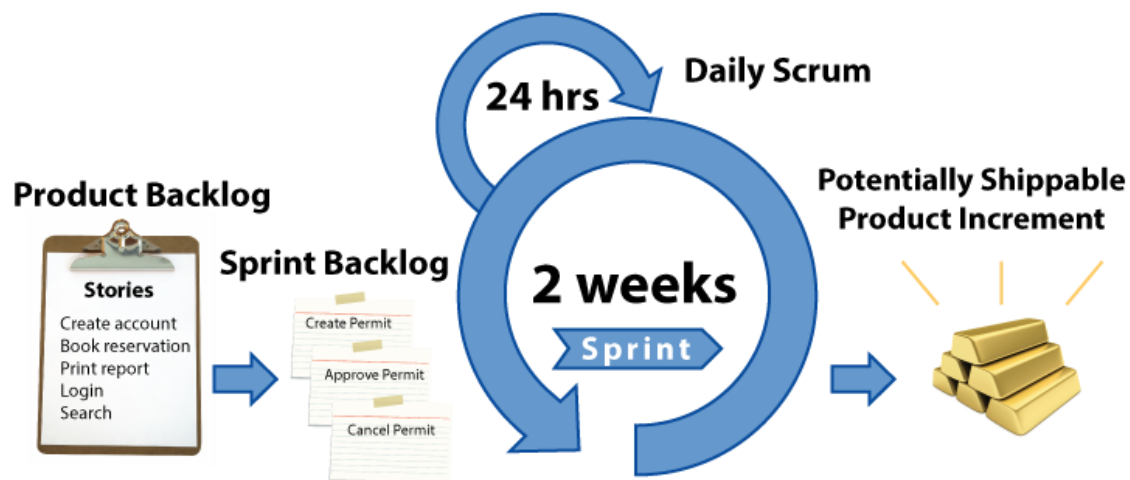 Product Backlog
Stories
Create account
Book reservation
Print report
Login
Search
Sprint Backlog
Create Permit
Approve Permit
Cancel Permit
24 hrs
Daily Scrum
2 weeks
Sprint
Potentially Shippable
Product Increment